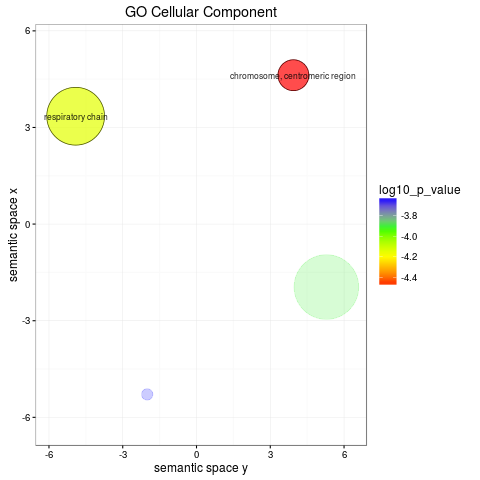 GO Cellular Component
6
3
0
-3
-6
semantic space x
chromosome, centromeric region
respiratory chain
-6
-3
0
3
6
semantic space y
log10_p_value
-3.8
-4.0
-4.2
-4.4